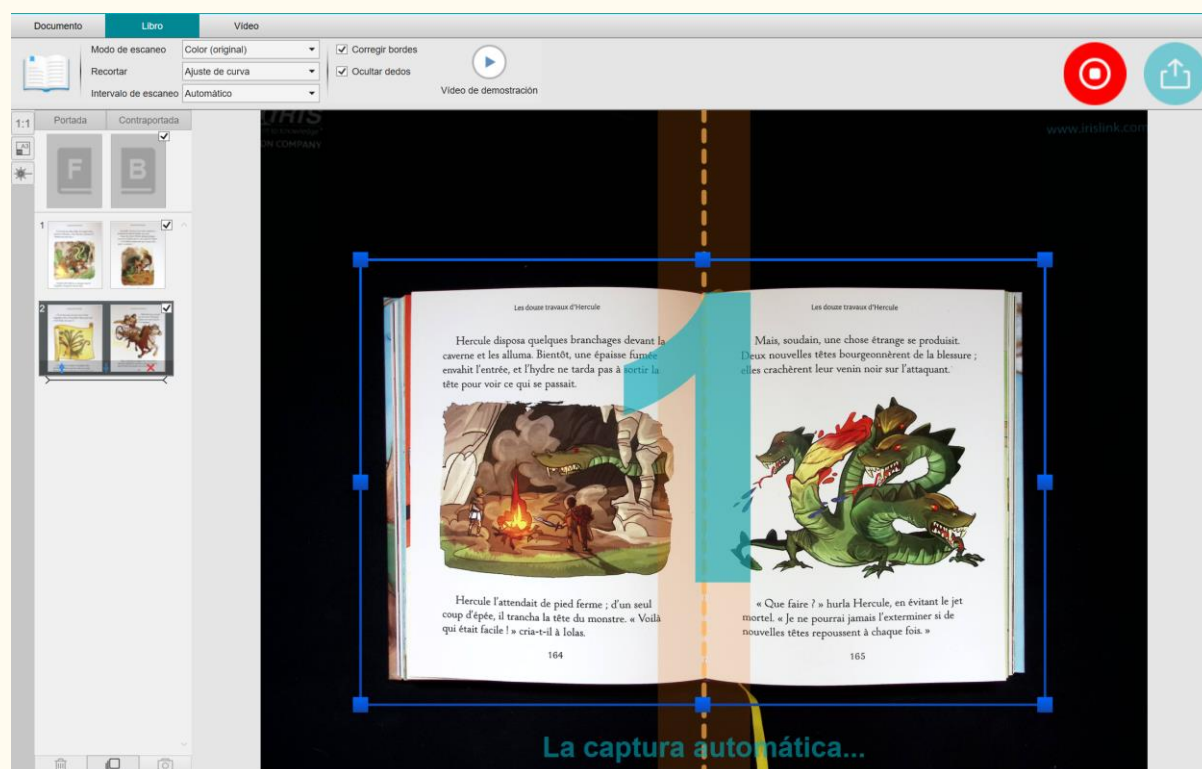 Documento Libro Vídeo
Modo de escaneo Color (original)
Recortar Ajuste de curva
Intervalo de escaneo Automático
Corregir bordes
Ocultar dedos
Vídeo de demostración
1:1
A3
Portada Contraportada
F B
1
2
IRIS
COMPANY
www.irislink.com
1
Les douze travaux d'Hercule
Hercule disposa quelques branchages devant la
caverne et les alluma. Bientôt, une épaisse fumée
envahit l'entrée, et l'hydre ne tarda pas à sortir la
tête pour voir ce qui se passait.
Hercule l'attendait de pied ferme ; d'un seul
coup d'épée, il trancha la tête du monstre. « Voilà
qui était facile ! » cria-t-il à Iolas.
164
Les douze travaux d'Hercule
Mais, soudain, une chose étrange se produisit.
Deux nouvelles têtes bourgeonnèrent de la blessure ;
elles crachèrent leur venin noir sur l'attaquant.
« Que faire ? » hurla Hercule, en évitant le jet
mortel. « Je ne pourrai jamais l'exterminer si de
nouvelles têtes repoussent à chaque fois. »
165
La captura automática...